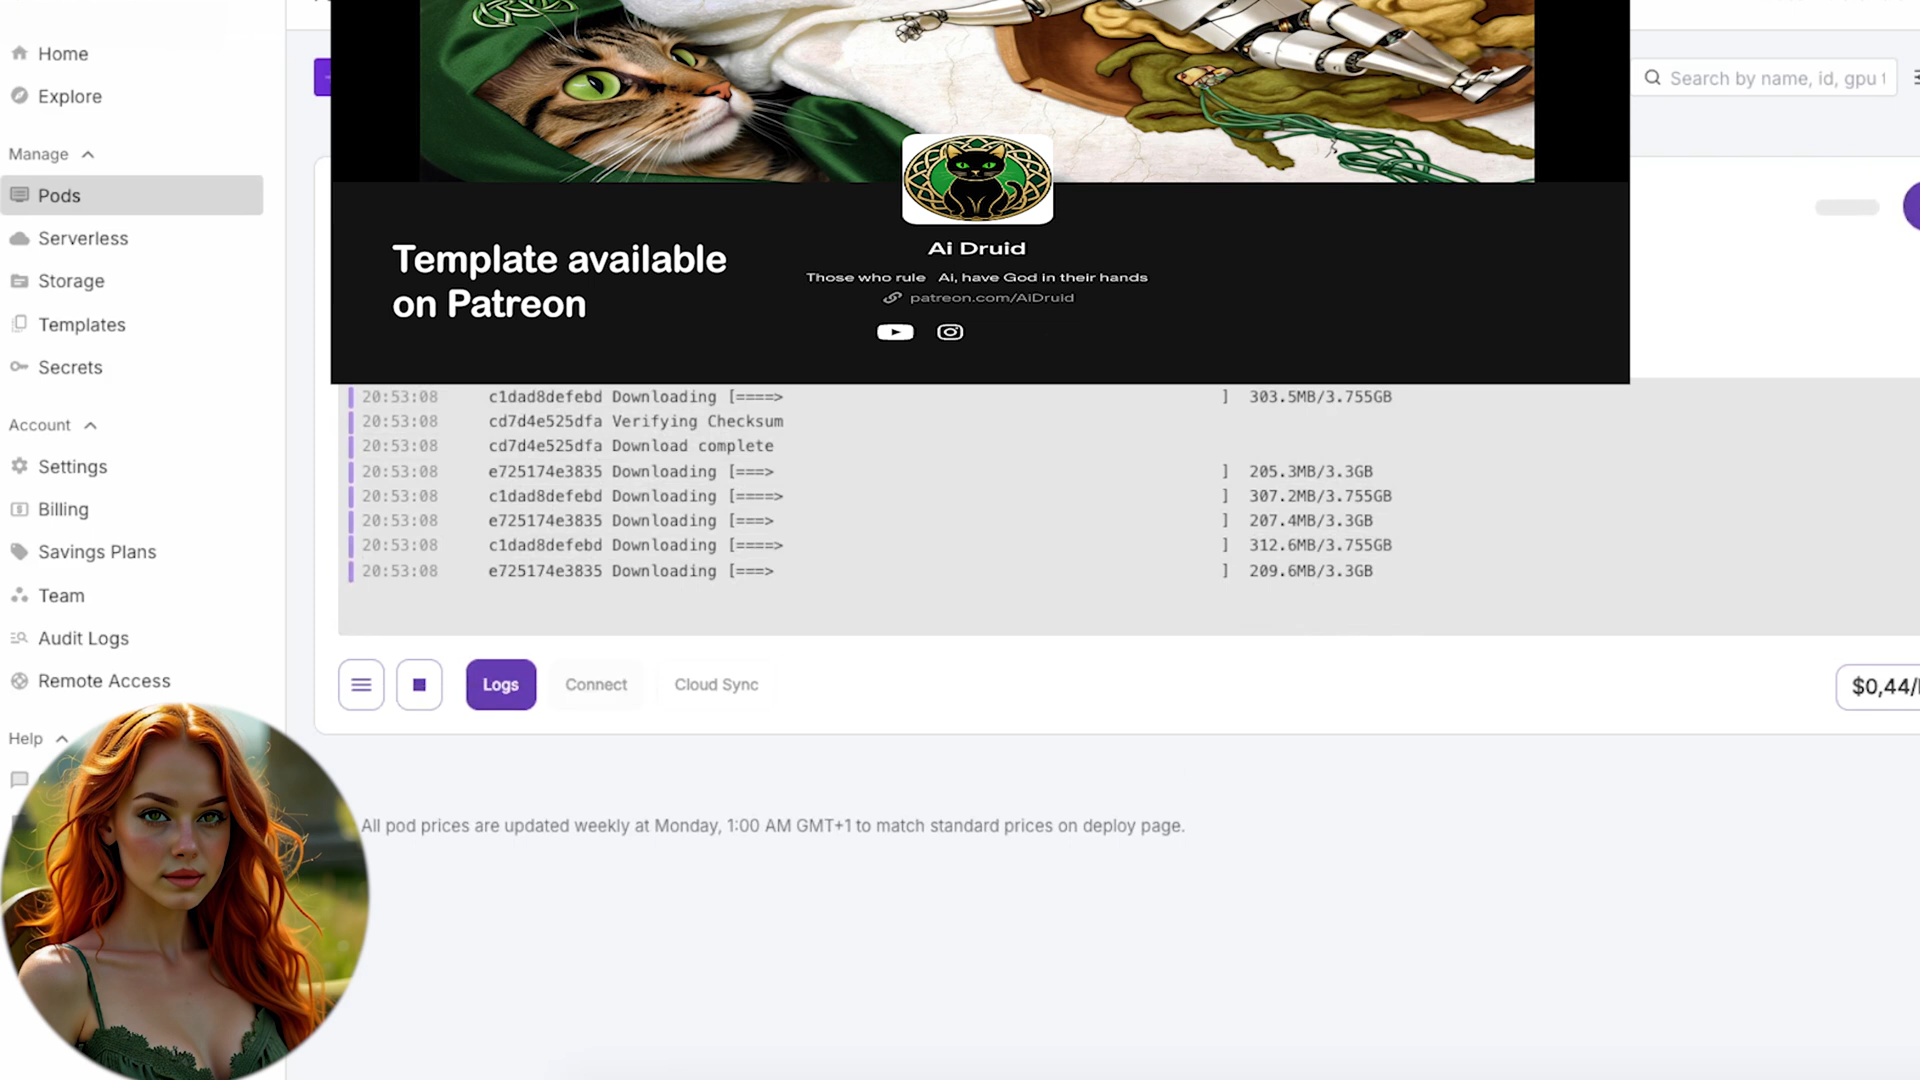 Home
Explore
Manage
Pods
Serverless
Storage
Templates
Secrets
Account
Settings
Billing
Savings Plans
Team
Audit Logs
Remote Access
Help
Search by name, id, gpu t
Template available
on Patreon
Ai Druid
Those who rule Ai, have God in their hands
patreon.com/AiDruid
20:53:08 c1dad8defebd Downloading [====> ] 303.5MB/3.755GB
20:53:08 cd7d4e525dfa Verifying Checksum
20:53:08 cd7d4e525dfa Download complete
20:53:08 e725174e3835 Downloading [===> ] 205.3MB/3.3GB
20:53:08 c1dad8defebd Downloading [====> ] 307.2MB/3.755GB
20:53:08 e725174e3835 Downloading [===> ] 207.4MB/3.3GB
20:53:08 c1dad8defebd Downloading [====> ] 312.6MB/3.755GB
20:53:08 e725174e3835 Downloading [===> ] 209.6MB/3.3GB
Logs
Connect
Cloud Sync
$0,44/
All pod prices are updated weekly at Monday, 1:00 AM GMT+1 to match standard prices on deploy page.